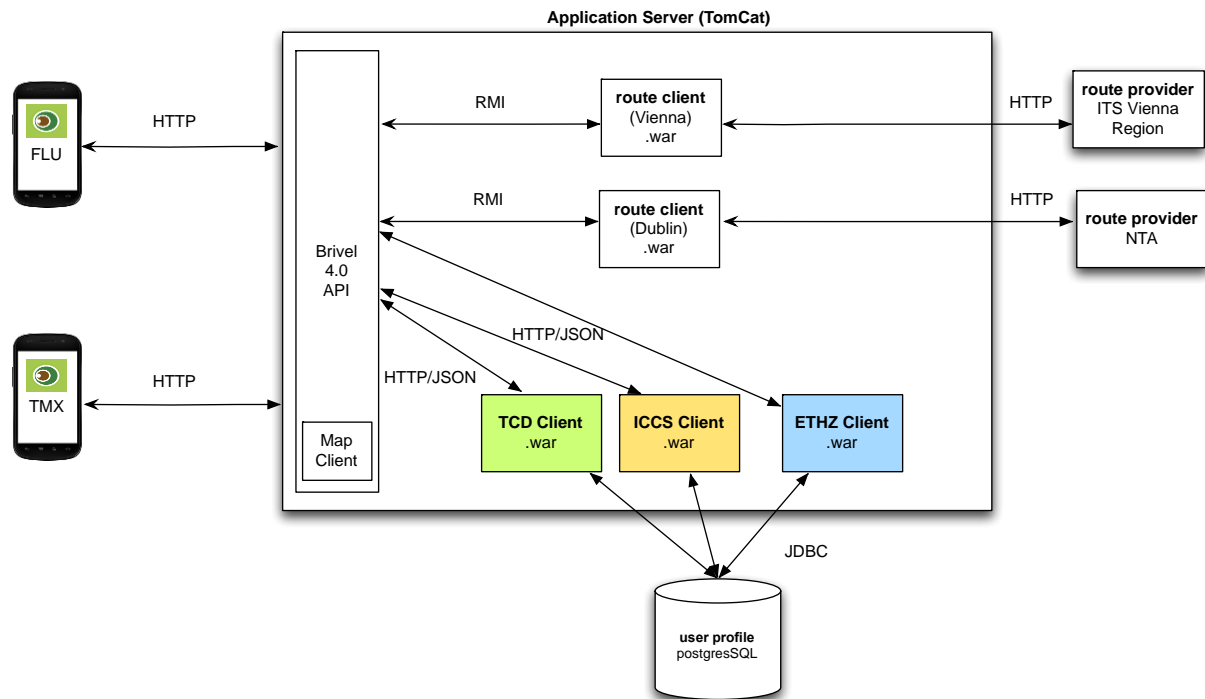 Application Server (TomCat)
FLU
HTTP
RMI
route client
(Vienna)
.war
HTTP
route provider
ITS Vienna
Region
RMI
route client
(Dublin)
.war
HTTP
route provider
NTA
Brivel
4.0
API
TMX
HTTP
HTTP/JSON
HTTP/JSON
Map
Client
TCD Client
.war
ICCS Client
.war
ETHZ Client
.war
JDBC
user profile
postgresSQL